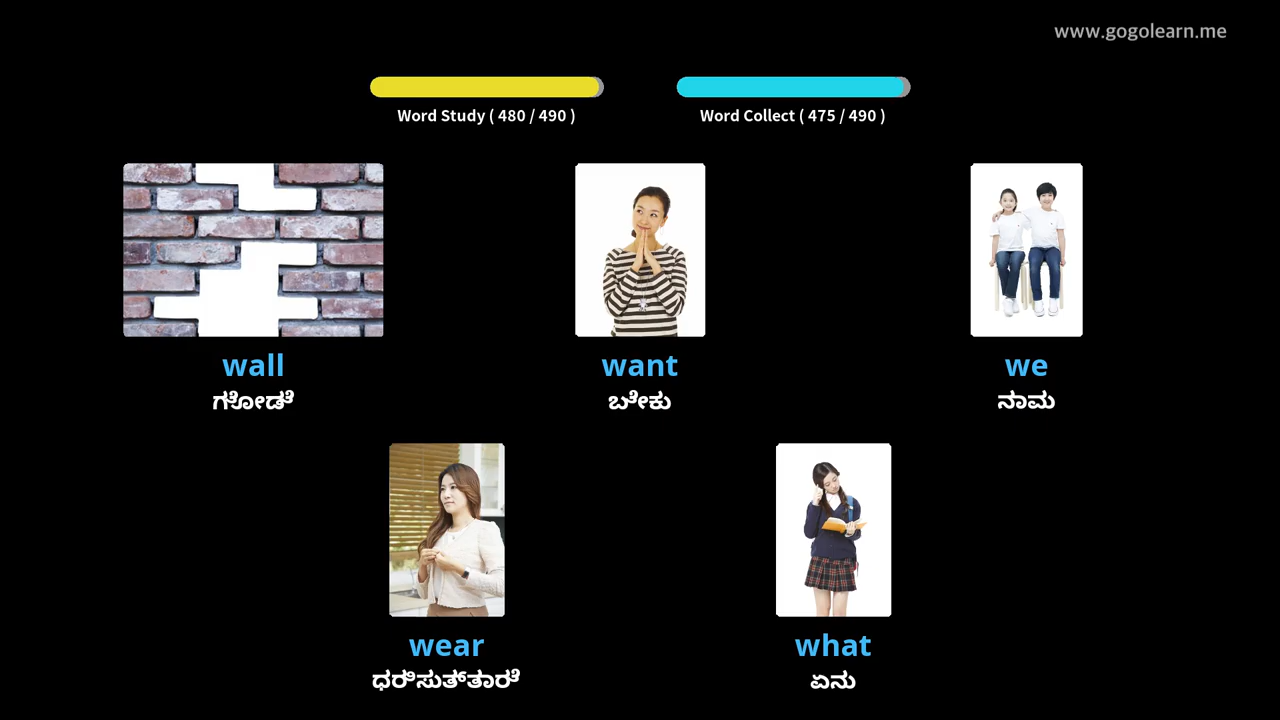 www.gogolearn.me
Word Study ( 480 / 490 )
Word Collect ( 475 / 490 )
wall
ಗೋಡೆ
want
ಬೇಕು
we
ನಾಮ
wear
ಧರಿಸುತ್ತಾರೆ
what
ಏನು